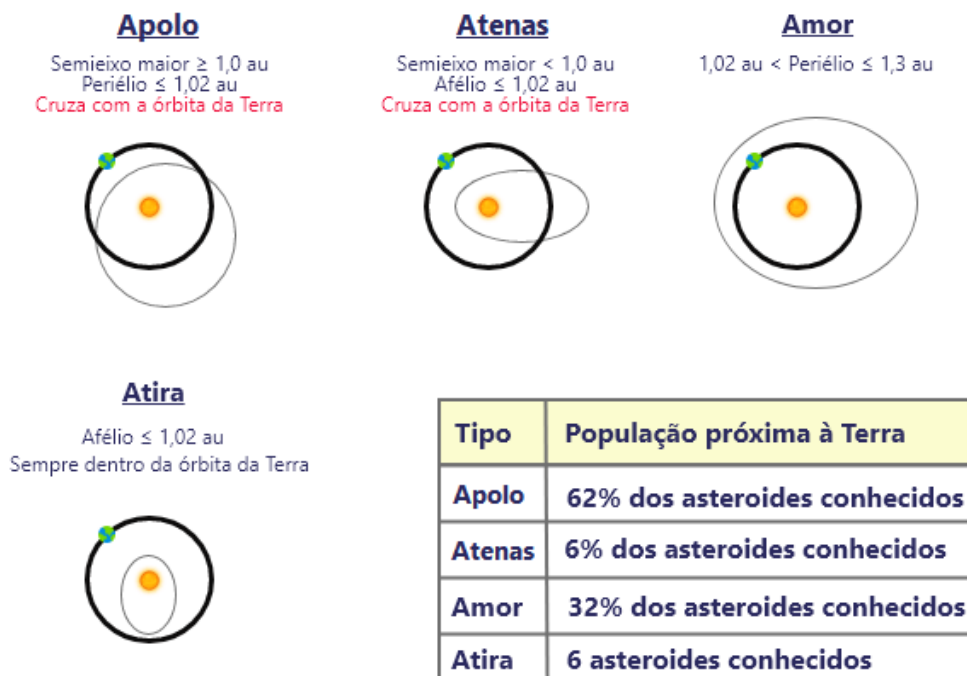 Apolo
Semieixo maior ≥ 1,0 au
Periélio ≤ 1,02 au
Cruza com a órbita da Terra
Atenas
Semieixo maior < 1,0 au
Afélio ≤ 1,02 au
Cruza com a órbita da Terra
Amor
1,02 au < Periélio ≤ 1,3 au
Atira
Afélio ≤ 1,02 au
Sempre dentro da órbita da Terra
Tipo População próxima à Terra
Apolo 62% dos asteroides conhecidos
Atenas 6% dos asteroides conhecidos
Amor 32% dos asteroides conhecidos
Atira 6 asteroides conhecidos